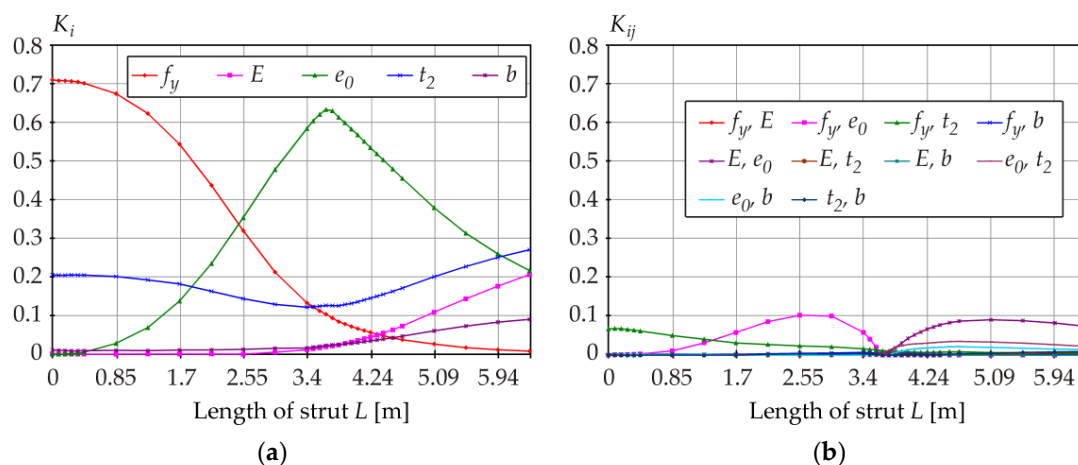 K_i
0.8
0.7
0.6
0.5
0.4
0.3
0.2
0.1
0
f_y E e_0 t_2 b
0 0.85 1.7 2.55 3.4 4.24 5.09 5.94
Length of strut L [m]
(a)
K_ij
0.8
0.7
0.6
0.5
0.4
0.3
0.2
0.1
0
f_y, E f_y, e_0 f_y, t_2 f_y, b
E, e_0 E, t_2 E, b e_0, t_2
e_0, b t_2, b
0 0.85 1.7 2.55 3.4 4.24 5.09 5.94
Length of strut L [m]
(b)